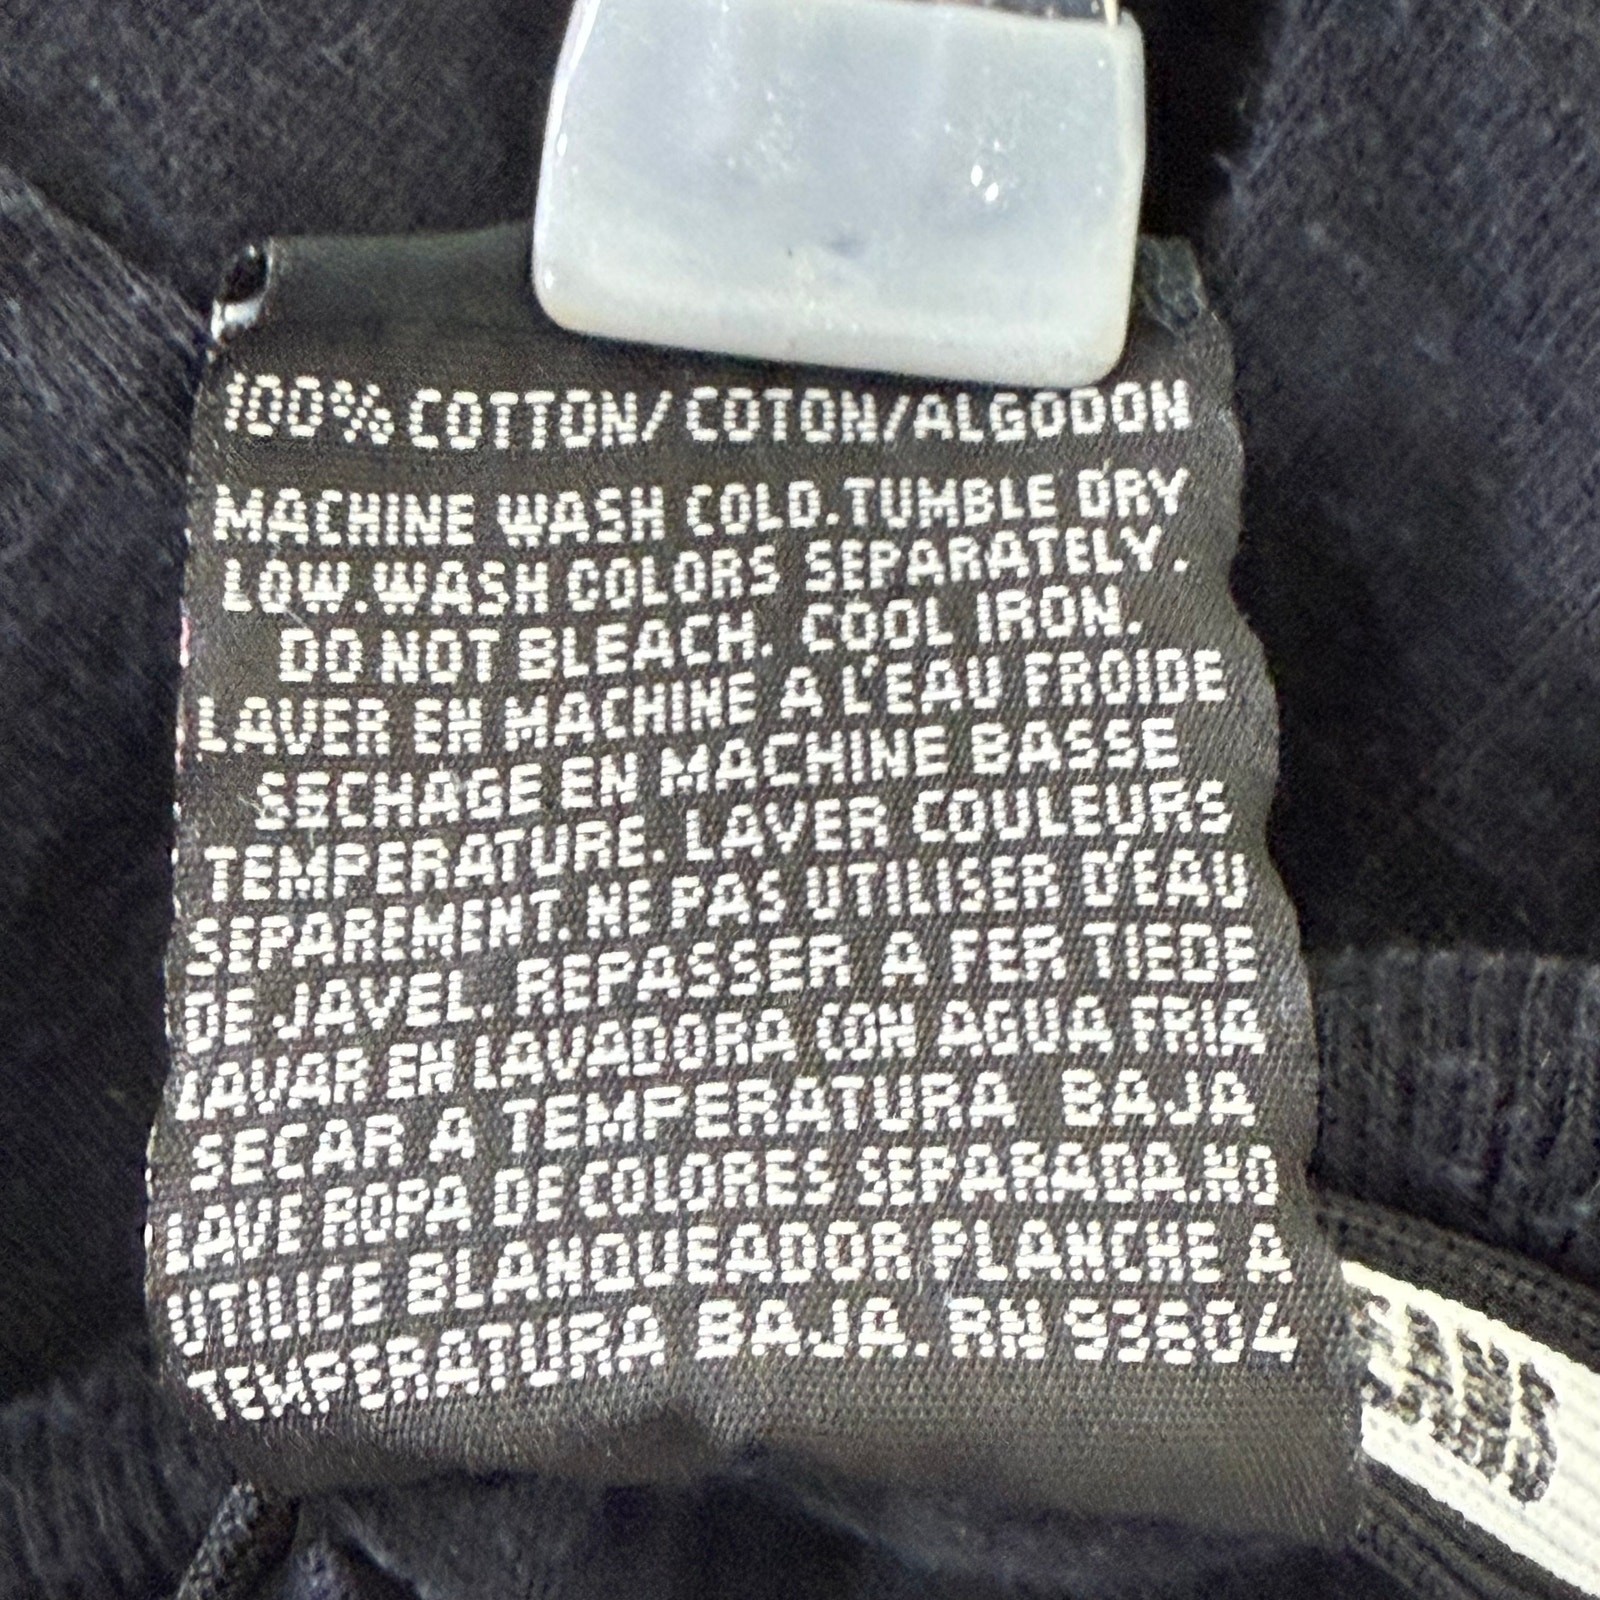 100% COTTON/ COTON/ALGODON
MACHINE WASH COLD.TUMBLE DRY
LOW.WASH COLORS SEPARATELY.
DO NOT BLEACH. COOL IRON.
LAVER EN MACHINE A L'EAU FROIDE
SECHAGE EN MACHINE BASSE
TEMPERATURE. LAVER COULEURS
SEPAREMENT.NE PAS UTILISER D'EAU
DE JAVEL. REPASSER A FER TIEDE
LAVAR EN LAVADORA CON AGUA FRIA
SECAR A TEMPERATURA BAJA
LAVE ROPA DE COLORES SEPARADA.NO
UTILICE BLANQUEADOR PLANCHE A
TEMPERATURA BAJA. RN 93604